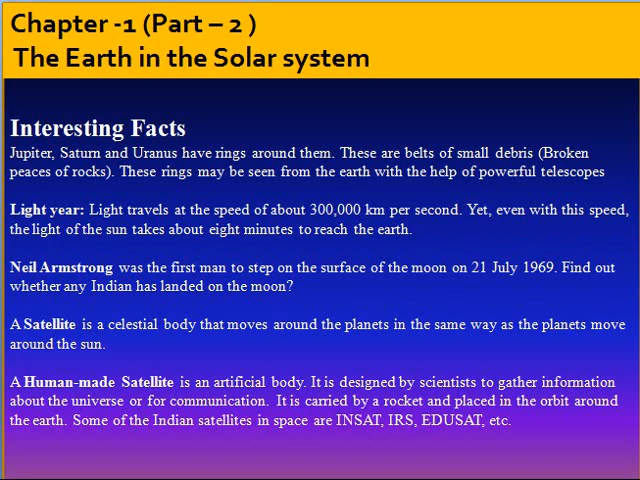 Chapter -1 (Part – 2 )
The Earth in the Solar system
Interesting Facts
Jupiter, Saturn and Uranus have rings around them. These are belts of small debris (Broken
peaces of rocks). These rings may be seen from the earth with the help of powerful telescopes
Light year: Light travels at the speed of about 300,000 km per second. Yet, even with this speed,
the light of the sun takes about eight minutes to reach the earth.
Neil Armstrong was the first man to step on the surface of the moon on 21 July 1969. Find out
whether any Indian has landed on the moon?
A Satellite is a celestial body that moves around the planets in the same way as the planets move
around the sun.
A Human-made Satellite is an artificial body. It is designed by scientists to gather information
about the universe or for communication. It is carried by a rocket and placed in the orbit around
the earth. Some of the Indian satellites in space are INSAT, IRS, EDUSAT, etc.